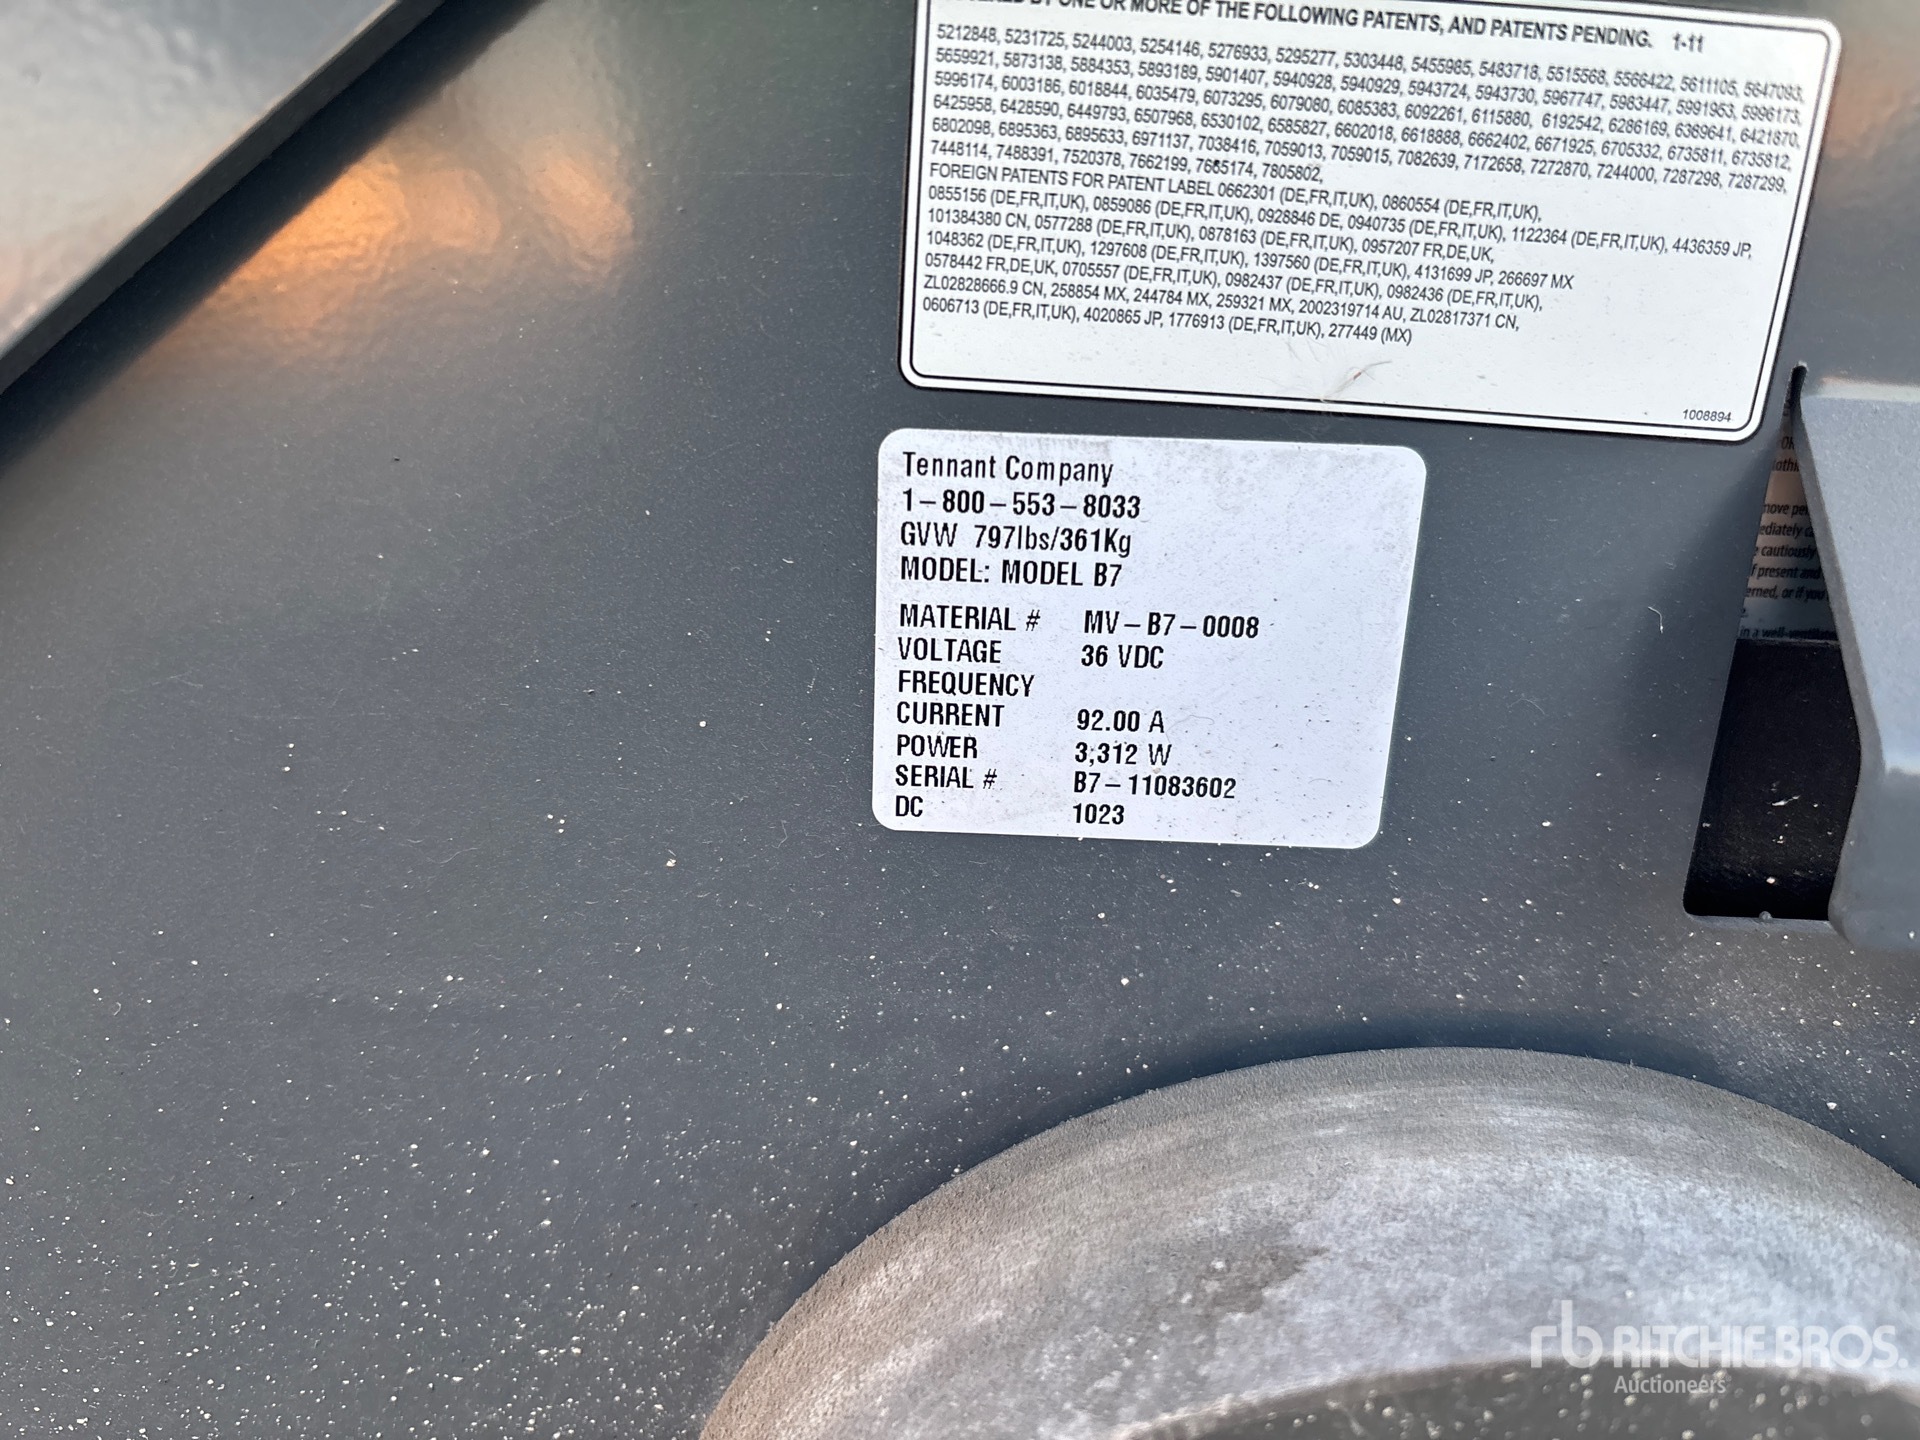 ONE OR MORE OF THE FOLLOWING PATENTS, AND PATENTS PENDING. 1-11
5212848, 5231725, 5244003, 5254146, 5276933, 5295277, 5303448, 5455985, 5483718, 5515568, 5566422, 5611105, 5647093,
5659921, 5873138, 5884353, 5893189, 5901407, 5940928, 5940929, 5943724, 5943730, 5967747, 5983447, 5991953, 5996173,
5996174, 6003186, 6018844, 6035479, 6073295, 6079080, 6085383, 6092261, 6115880, 6192542, 6286169, 6389641, 6421870,
6425958, 6428590, 6449793, 6507968, 6530102, 6585827, 6602018, 6618888, 6662402, 6671925, 6705332, 6735811, 6735812,
6802098, 6895363, 6895633, 6971137, 7038416, 7059013, 7059015, 7082639, 7172658, 7272870, 7244000, 7287298, 7287299,
7448114, 7488391, 7520378, 7662199, 7665174, 7805802,
FOREIGN PATENTS FOR PATENT LABEL 0662301 (DE,FR,IT,UK), 0860554 (DE,FR,IT,UK),
0855156 (DE,FR,IT,UK), 0859086 (DE,FR,IT,UK), 0928846 DE, 0940735 (DE,FR,IT,UK), 1122364 (DE,FR,IT,UK), 4436359 JP,
101384380 CN, 0577288 (DE,FR,IT,UK), 0878163 (DE,FR,IT,UK), 0957207 FR,DE,UK,
1048362 (DE,FR,IT,UK), 1297608 (DE,FR,IT,UK), 1397560 (DE,FR,IT,UK), 4131699 JP, 266697 MX
0578442 FR,DE,UK, 0705557 (DE,FR,IT,UK), 0982437 (DE,FR,IT,UK), 0982436 (DE,FR,IT,UK),
ZL02828666.9 CN, 258854 MX, 244784 MX, 259321 MX, 2002319714 AU, ZL02817371 CN,
0606713 (DE,FR,IT,UK), 4020865 JP, 1776913 (DE,FR,IT,UK), 277449 (MX)
1008894
Tennant Company
1-800-553-8033
GVW 797lbs/361Kg
MODEL: MODEL B7
MATERIAL # MV-B7-0008
VOLTAGE 36 VDC
FREQUENCY
CURRENT 92.00 A
POWER 3,312 W
SERIAL # B7-11083602
DC 1023
cautiously
f present and
in a
rb RITCHIE BROS.
Auctioneers